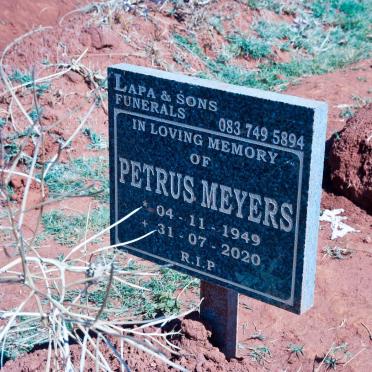 LAPA & SONS
FUNERALS 083 749 5894
IN LOVING MEMORY
OF
PETRUS MEYERS
* 04 - 11 - 1949
31 - 07 - 2020
R.I.P